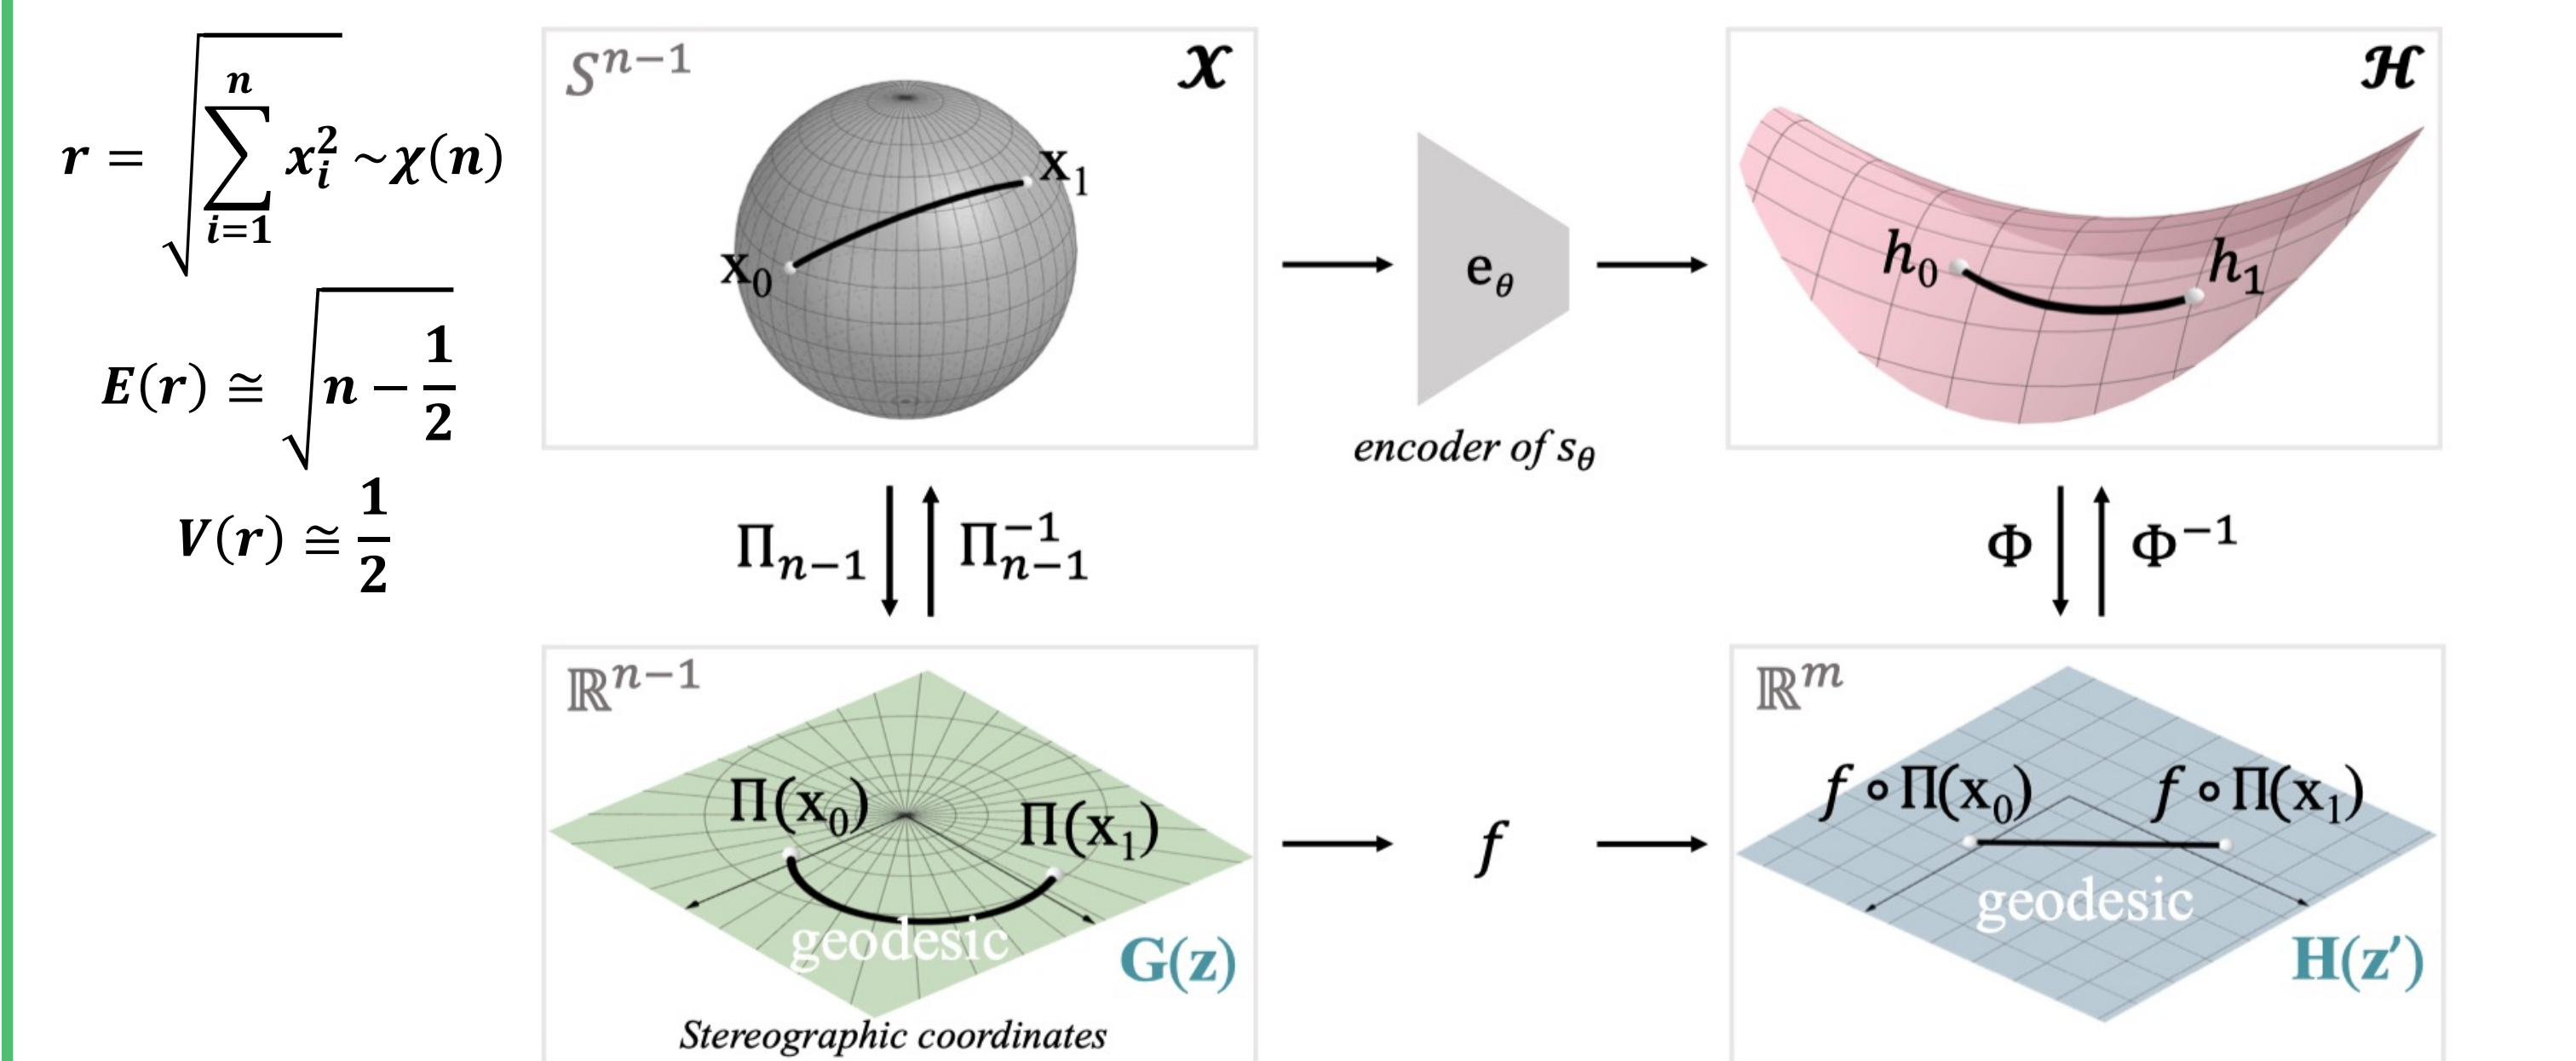 r = √(∑_{i=1}^{n} x_i^2) ~χ(n)
E(r) ≅ √(n − 1/2)
V(r) ≅ 1/2
S^{n−1}
𝒳
x_1
x_0
e_θ
encoder of s_θ
ℋ
h_0
h_1
Π_{n−1}
Π_{n−1}^{−1}
Φ
Φ^{−1}
ℝ^{n−1}
Π(x_0)
Π(x_1)
geodesic
G(z)
Stereographic coordinates
f
ℝ^m
f∘Π(x_0)
f∘Π(x_1)
geodesic
H(z′)